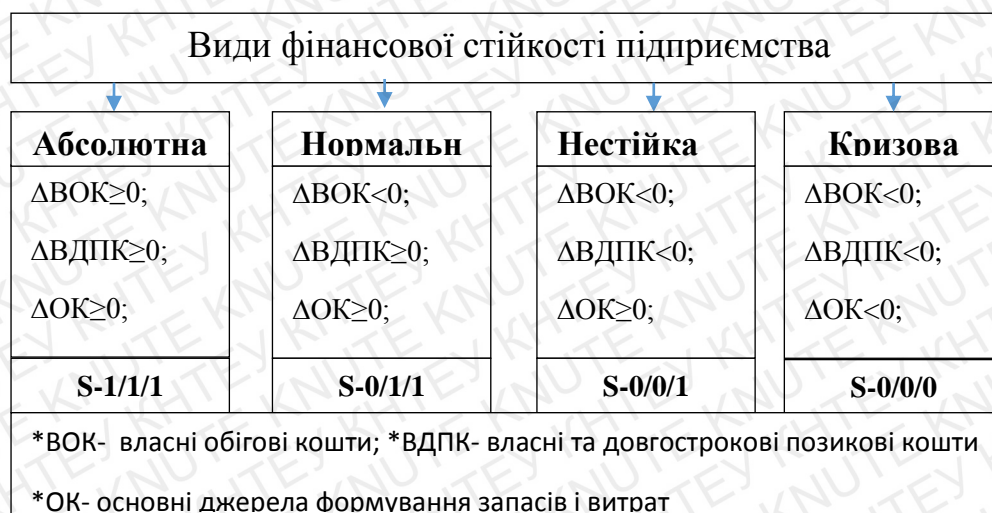 Види фінансової стійкості підприємства
Абсолютна
∆ВОК≥0;
∆ВДПК≥0;
∆ОК≥0;
S-1/1/1
Нормальн
∆ВОК<0;
∆ВДПК≥0;
∆ОК≥0;
S-0/1/1
Нестійка
∆ВОК<0;
∆ВДПК<0;
∆ОК≥0;
S-0/0/1
Кризова
∆ВОК<0;
∆ВДПК<0;
∆ОК<0;
S-0/0/0
*ВОК- власні обігові кошти; *ВДПК- власні та довгострокові позикові кошти
*ОК- основні джерела формування запасів і витрат